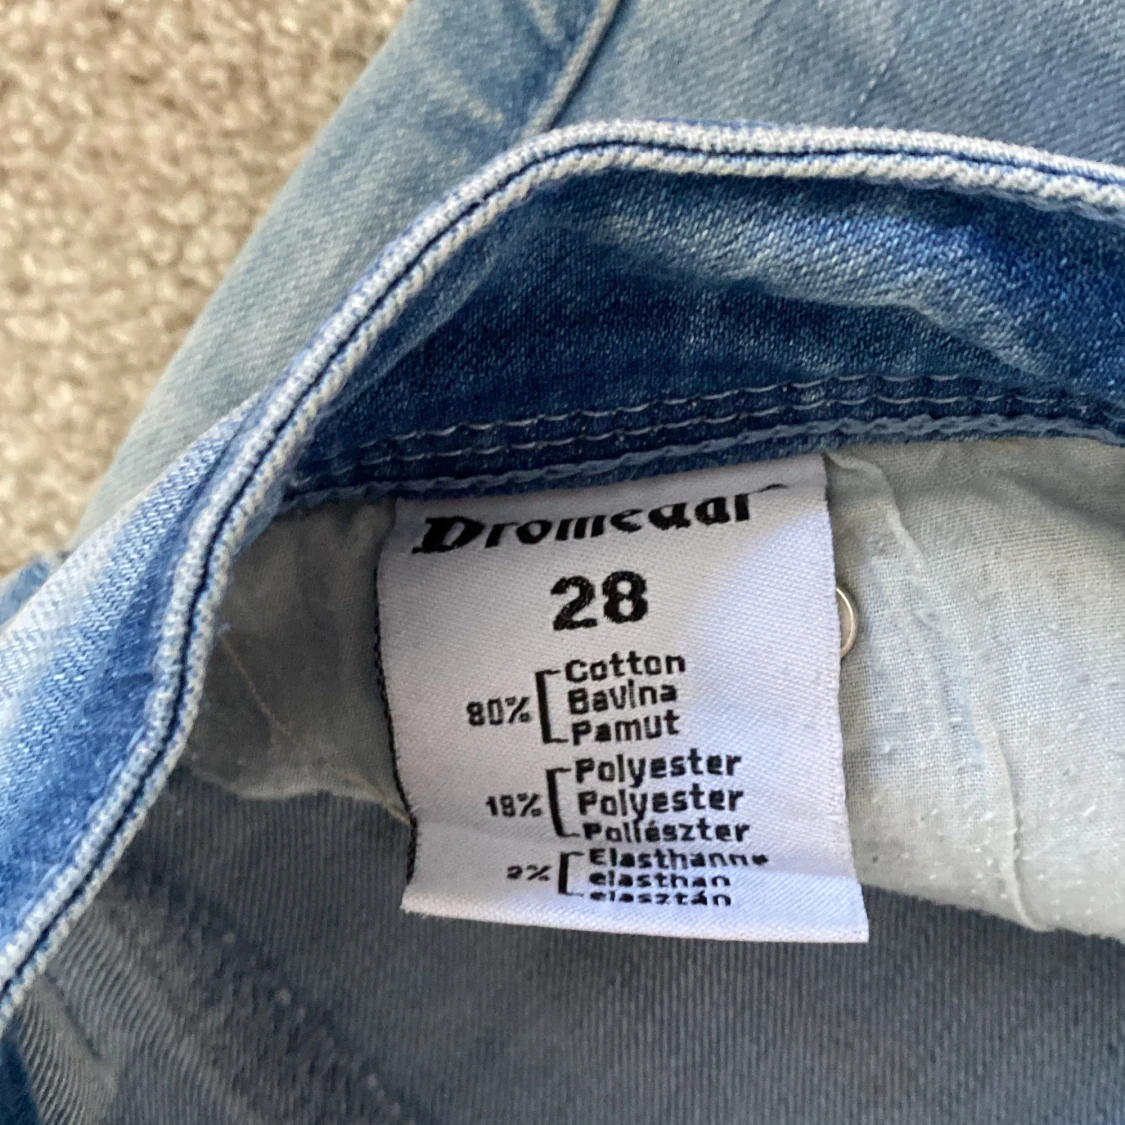 Dromedar
28
80% Cotton
Bavlna
Pamut
18% Polyester
Polyester
Poliészter
2% Elasthanne
elasthan
elasztán